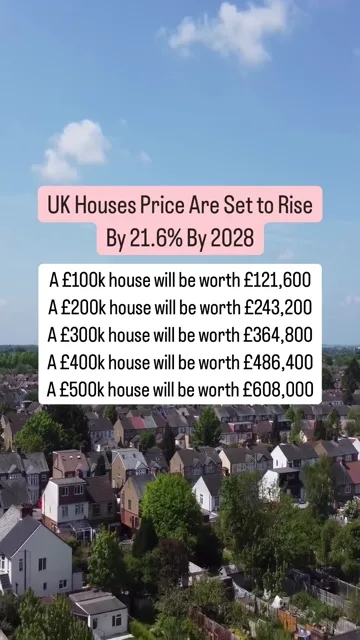 UK Houses Price Are Set to Rise
By 21.6% By 2028
A £100k house will be worth £121,600
A £200k house will be worth £243,200
A £300k house will be worth £364,800
A £400k house will be worth £486,400
A £500k house will be worth £608,000